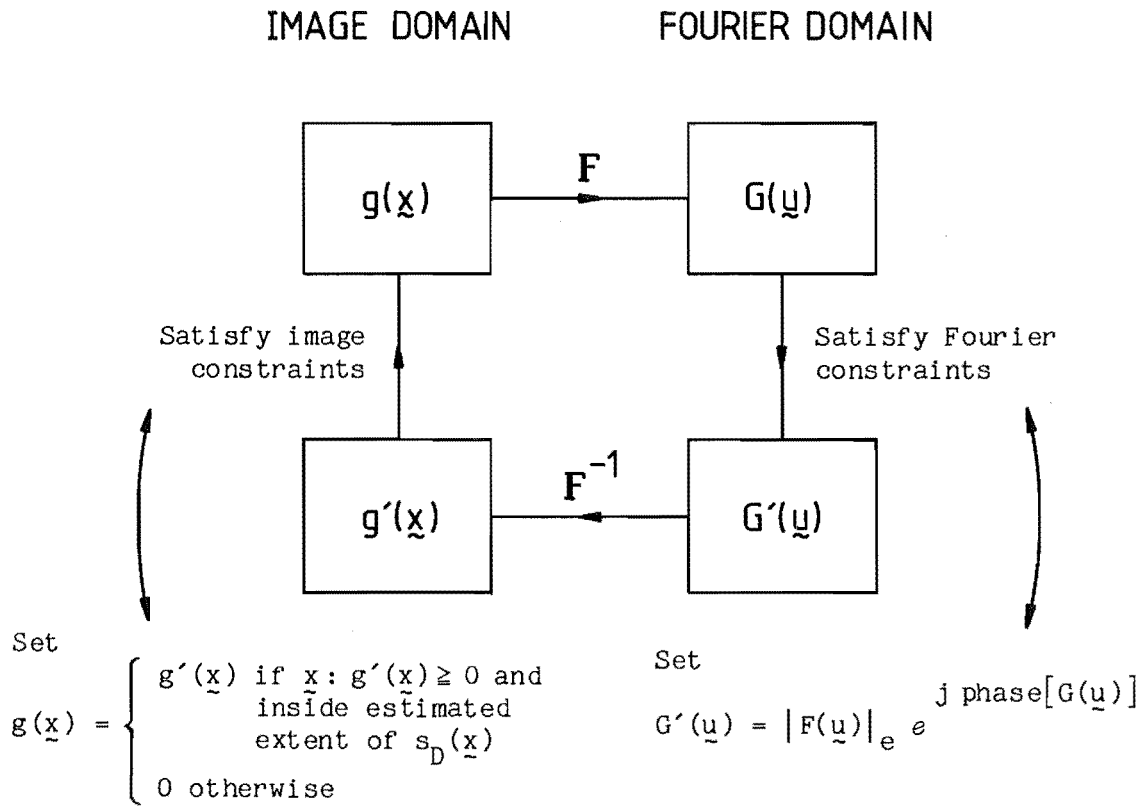 IMAGE DOMAIN FOURIER DOMAIN
F
g(x̰) G(ṵ)
Satisfy image
constraints
Satisfy Fourier
constraints
F⁻¹
g′(x̰) G′(ṵ)
Set
g(x̰) = { g′(x̰) if x̰ : g′(x̰) ≧ 0 and
inside estimated
extent of s_D(x̰)
0 otherwise
Set
G′(ṵ) = |F(ṵ)|_e e^{j phase[G(ṵ)]}